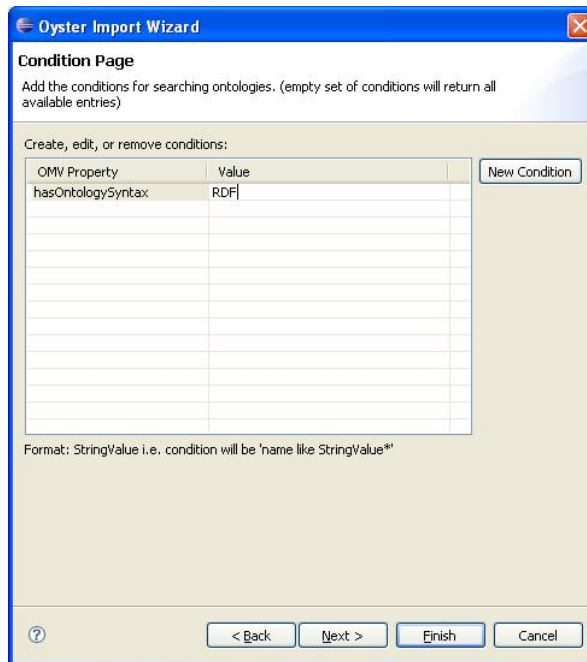 Oyster Import Wizard
Condition Page
Add the conditions for searching ontologies. (empty set of conditions will return all
available entries)
Create, edit, or remove conditions:
OMV Property Value
New Condition
hasOntologySyntax RDF
Format: StringValue i.e. condition will be 'name like StringValue*'
? < Back Next > Finish Cancel